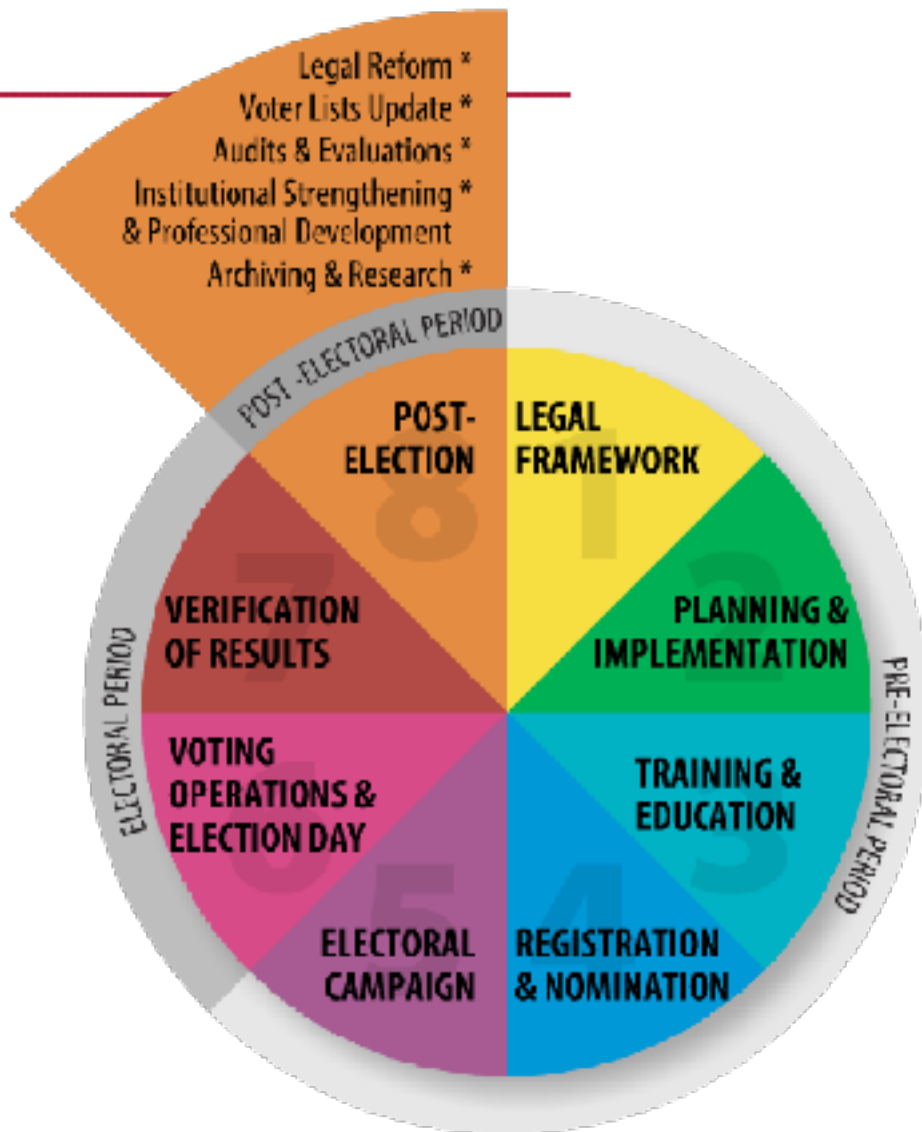 Legal Reform *
Voter Lists Update *
Audits & Evaluations *
Institutional Strengthening *
& Professional Development
Archiving & Research *
POST -ELECTORAL PERIOD
POST-
ELECTION
8
LEGAL
FRAMEWORK
1
PLANNING &
IMPLEMENTATION
2
TRAINING &
EDUCATION
3
REGISTRATION
& NOMINATION
4
ELECTORAL
CAMPAIGN
5
VOTING
OPERATIONS &
ELECTION DAY
6
VERIFICATION
OF RESULTS
7
ELECTORAL PERIOD
PRE-ELECTORAL PERIOD